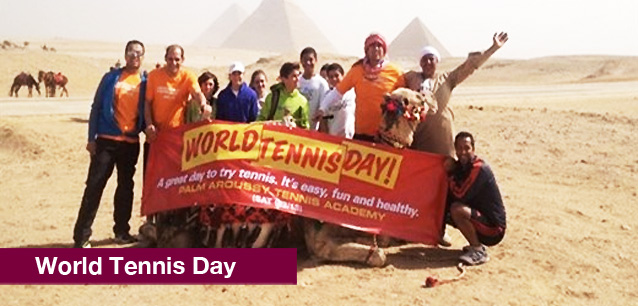 WORLD TENNIS DAY!
A great day to try tennis. It's easy, fun and healthy.
PALM AROUSSY TENNIS ACADEMY
World Tennis Day